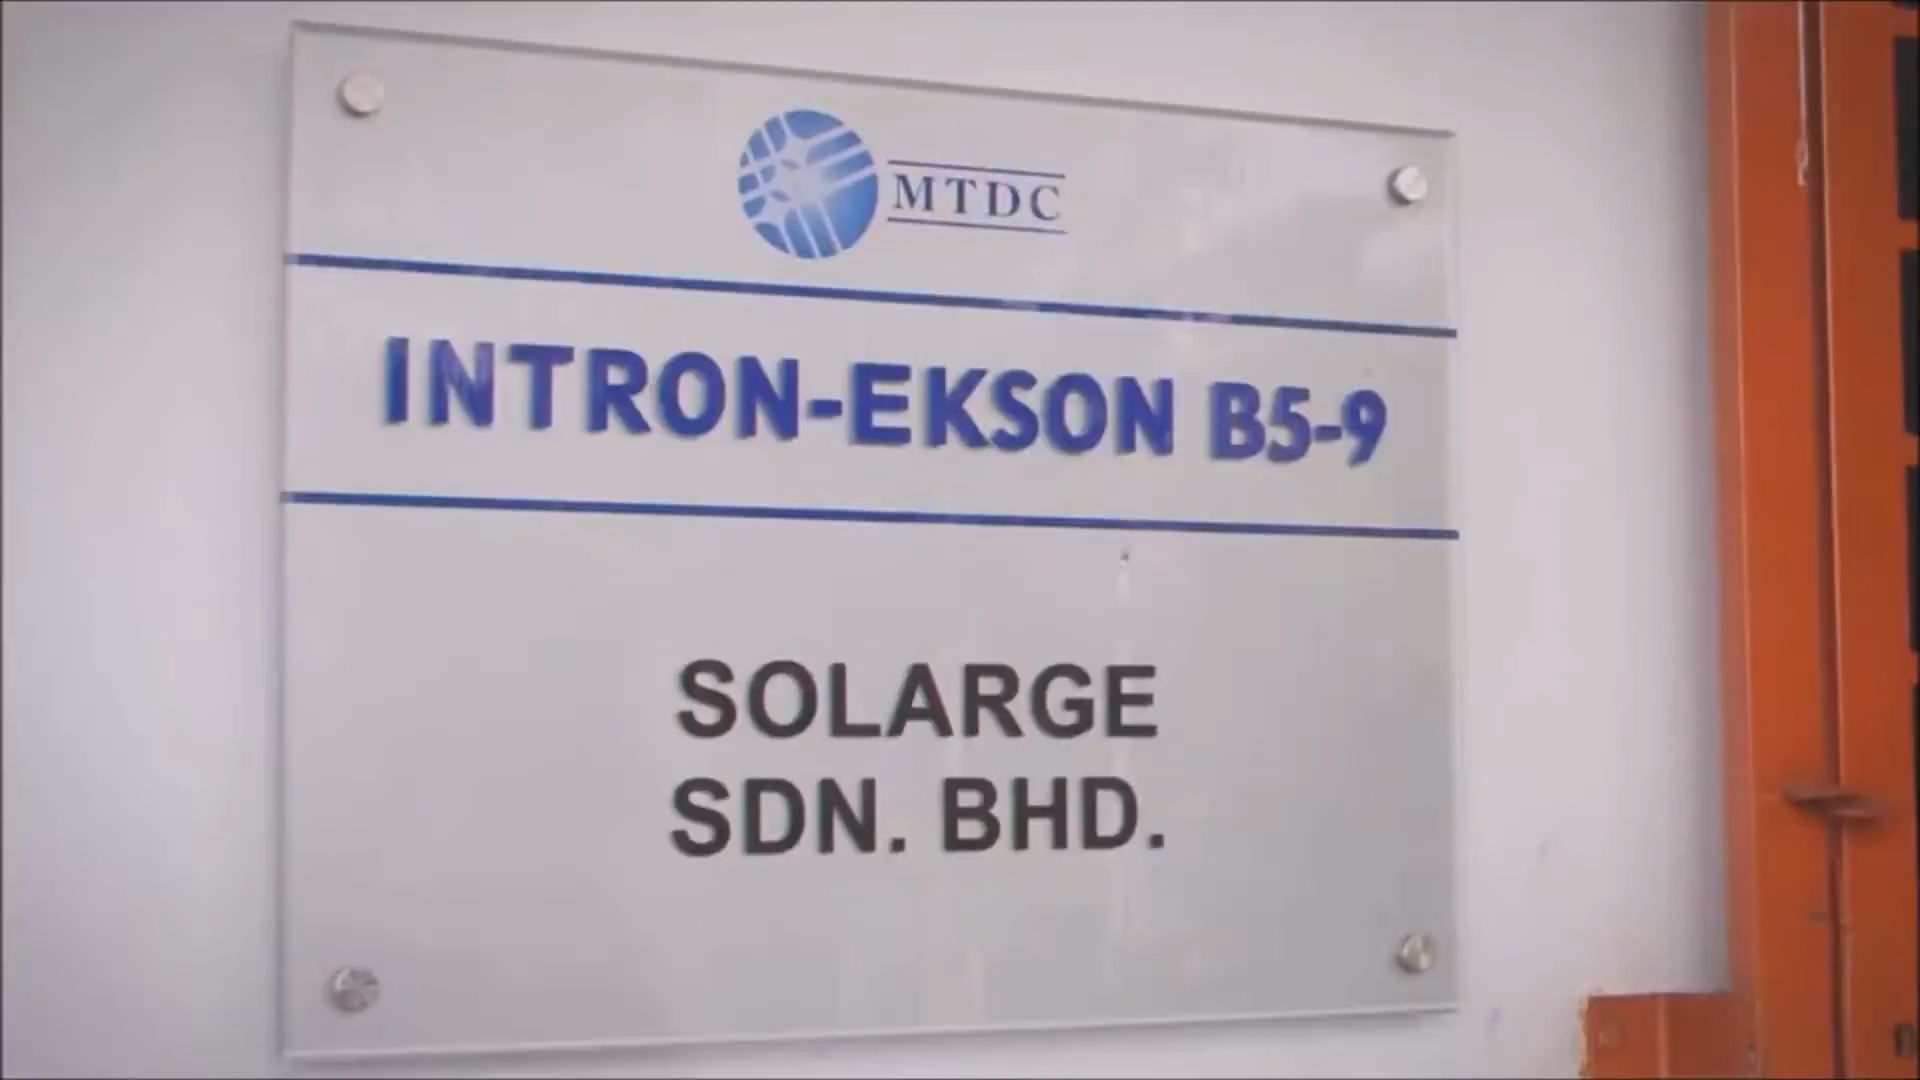 MTDC
INTRON-EKSON B5-9
SOLARGE
SDN. BHD.